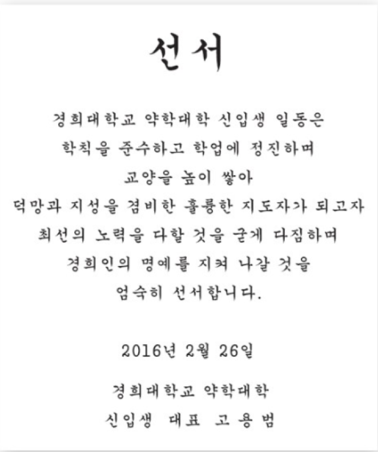 선서
경희대학교 약학대학 신입생 일동은
학칙을 준수하고 학업에 정진하며
교양을 높이 쌓아
덕망과 지성을 겸비한 훌륭한 지도자가 되고자
최선의 노력을 다할 것을 굳게 다짐하며
경희인의 명예를 지켜 나갈 것을
엄숙히 선서합니다.
2016년 2월 26일
경희대학교 약학대학
신입생 대표 고용범